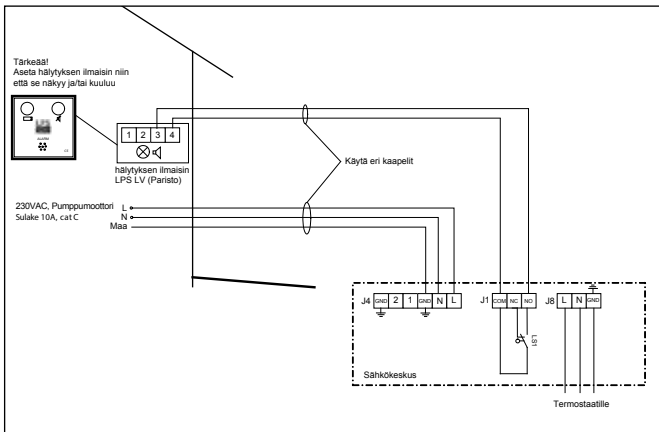 Tärkeää!
Aseta hälytyksen ilmaisin niin
että se näkyy ja/tai kuuluu
ALARM
1 2 3 4
hälytyksen ilmaisin
LPS LV (Paristo)
Käytä eri kaapelit
230VAC, Pumppumoottori L
Sulake 10A, cat C N
Maa
J4 GND 2 1 GND N L
J1 COM NC NO
J8 L N GND
LS1
Sähkökeskus
Termostaatille